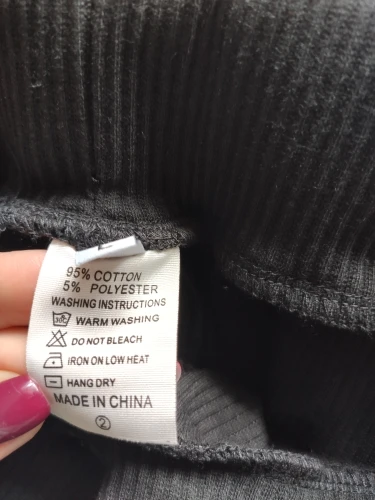 95% COTTON
5% POLYESTER
WASHING INSTRUCTIONS
30C WARM WASHING
DO NOT BLEACH
IRON ON LOW HEAT
HANG DRY
MADE IN CHINA
②